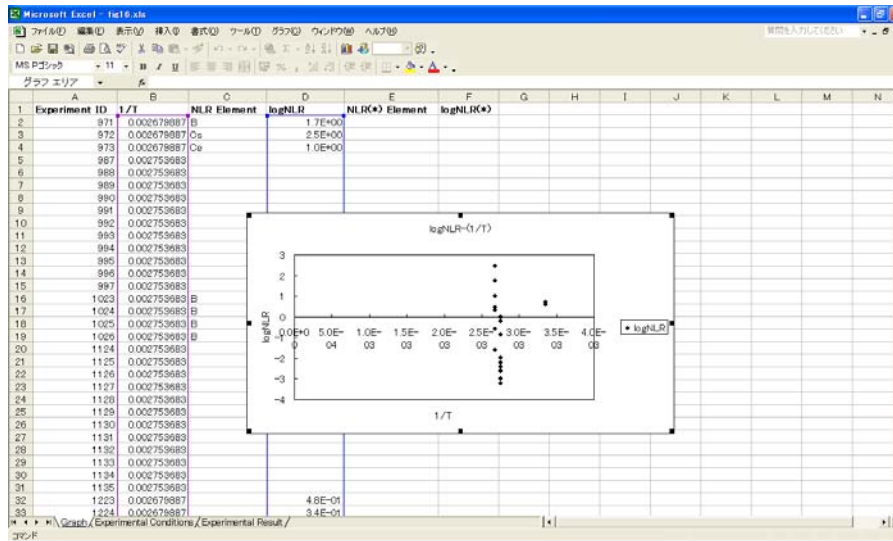 Microsoft Excel - fig16.xls
ファイル(F) 編集(E) 表示(V) 挿入(I) 書式(O) ツール(T) グラフ(C) ウィンドウ(W) ヘルプ(H) 質問を入力してください
MS Pゴシック 11 B I U
グラフ エリア fx
A B C D E F G H I J K L M N
1 Experiment ID 1/T NLR Element logNLR NLR(*) Element logNLR(*)
2 971 0.002679887 B 1.7E+00
3 972 0.002679887 Cs 2.5E+00
4 973 0.002679887 Ce 1.0E+00
5 987 0.002753683
6 988 0.002753683
7 989 0.002753683
8 990 0.002753683
9 991 0.002753683
10 992 0.002753683
11 993 0.002753683
12 994 0.002753683
13 995 0.002753683
14 996 0.002753683
15 997 0.002753683
16 1023 0.002753683 B
17 1024 0.002753683 B
18 1025 0.002753683 B
19 1026 0.002753683 B
20 1124 0.002753683
21 1125 0.002753683
22 1126 0.002753683
23 1127 0.002753683
24 1128 0.002753683
25 1129 0.002753683
26 1130 0.002753683
27 1131 0.002753683
28 1132 0.002753683
29 1133 0.002753683
30 1134 0.002753683
31 1135 0.002753683
32 1223 0.002679887 4.8E-01
33 1224 0.002679887 3.4E-01
logNLR-(1/T)
3
2
1
0
-1
-2
-3
-4
logNLR
0.0E+0 5.0E- 1.0E- 1.5E- 2.0E- 2.5E- 3.0E- 3.5E- 4.0E-
0 04 03 03 03 03 03 03 03
1/T
logNLR
Graph / Experimental Conditions / Experimental Result /
コマンド